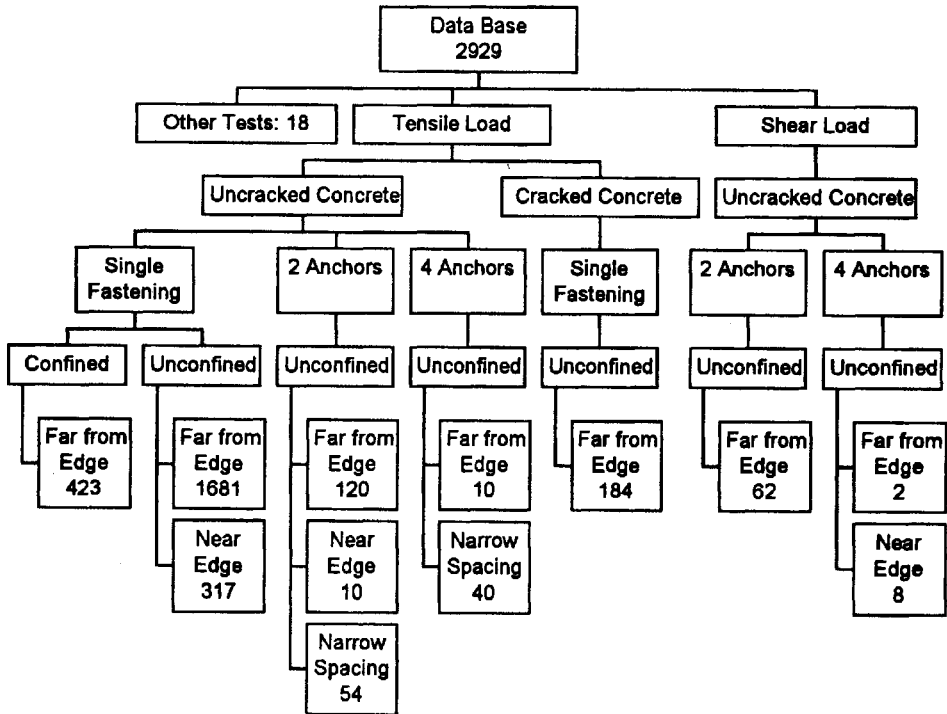 Data Base
2929
Other Tests: 18
Tensile Load
Shear Load
Uncracked Concrete
Cracked Concrete
Uncracked Concrete
Single
Fastening
2 Anchors
4 Anchors
Single
Fastening
2 Anchors
4 Anchors
Confined
Unconfined
Unconfined
Unconfined
Unconfined
Unconfined
Unconfined
Far from
Edge
423
Far from
Edge
1681
Far from
Edge
120
Far from
Edge
10
Far from
Edge
184
Far from
Edge
62
Far from
Edge
2
Near
Edge
317
Near
Edge
10
Narrow
Spacing
40
Near
Edge
8
Narrow
Spacing
54